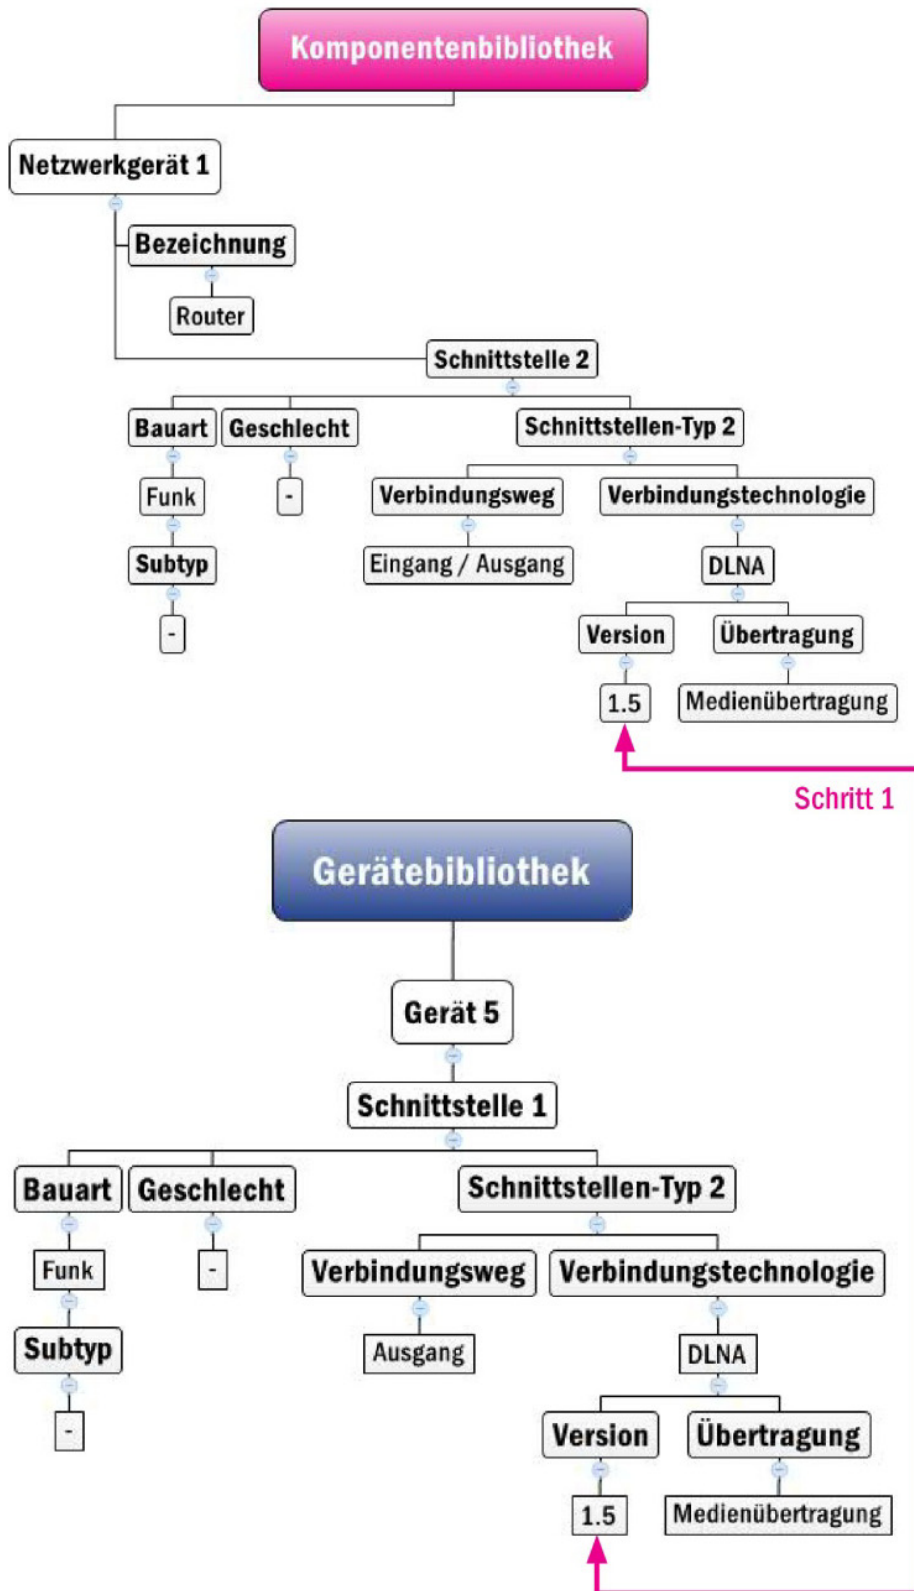 Komponentenbibliothek
Netzwerkgerät 1
Bezeichnung
Router
Schnittstelle 2
Bauart Geschlecht Schnittstellen-Typ 2
Funk - Verbindungsweg Verbindungstechnologie
Subtyp Eingang / Ausgang DLNA
- Version Übertragung
1.5 Medienübertragung
Schritt 1
Gerätebibliothek
Gerät 5
Schnittstelle 1
Bauart Geschlecht Schnittstellen-Typ 2
Funk - Verbindungsweg Verbindungstechnologie
Subtyp Ausgang DLNA
- Version Übertragung
1.5 Medienübertragung